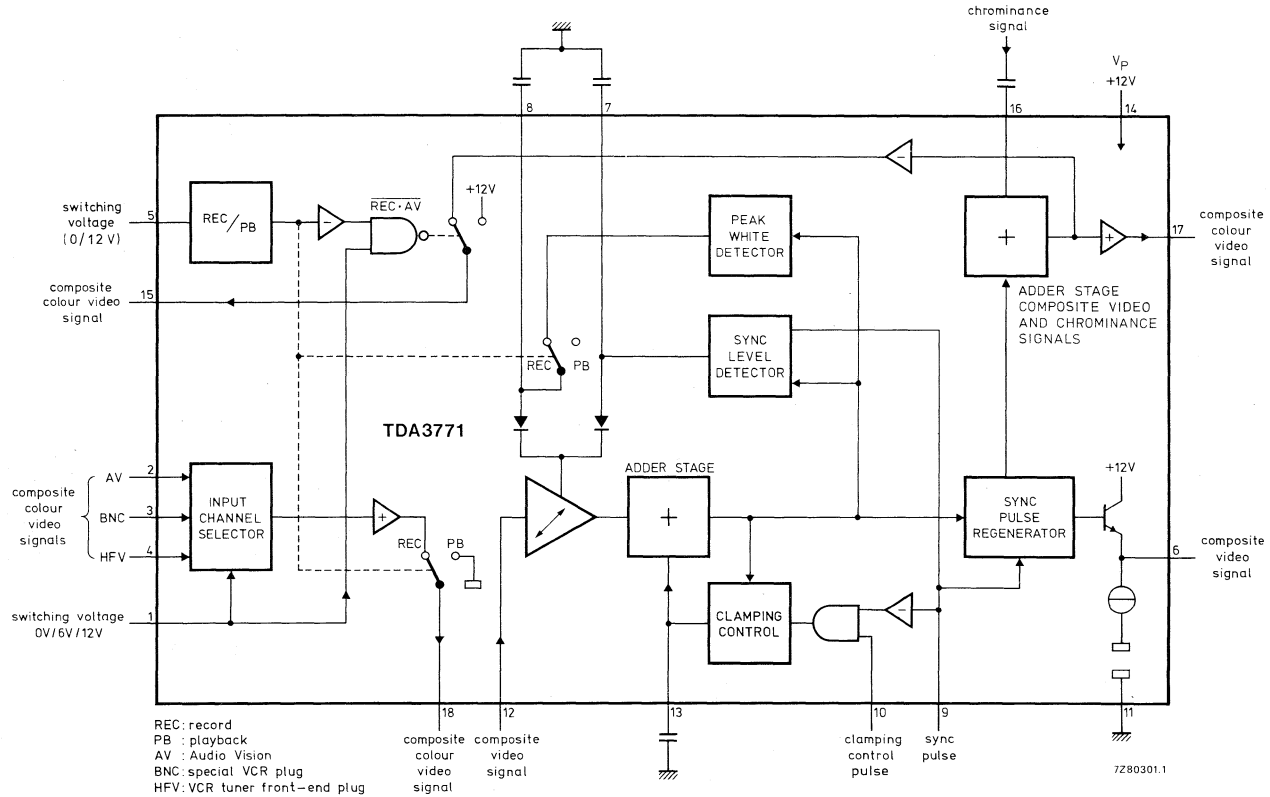 chrominance
signal
V_P
+12V
8
7
16
14
+12V
REC·AV
switching
voltage
(0/12 V)
5
REC/PB
PEAK
WHITE
DETECTOR
+
+
17
composite
colour
video
signal
composite
colour video
signal
15
ADDER STAGE
COMPOSITE VIDEO
AND CHROMINANCE
SIGNALS
SYNC
LEVEL
DETECTOR
REC
PB
TDA3771
composite
colour
video
signals
AV
2
BNC
3
HFV
4
INPUT
CHANNEL
SELECTOR
+
REC
PB
ADDER STAGE
+
SYNC
PULSE
REGENERATOR
+12V
6
composite
video
signal
switching voltage
0V/6V/12V
1
CLAMPING
CONTROL
18
12
13
10
9
11
REC: record
PB : playback
AV : Audio Vision
BNC: special VCR plug
HFV: VCR tuner front-end plug
composite
colour
video
signal
composite
video
signal
clamping
control
pulse
sync
pulse
7Z80301.1